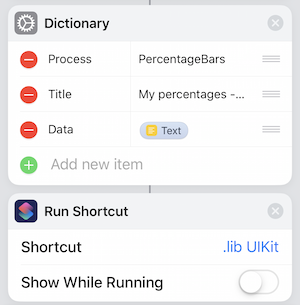 Dictionary
Process PercentageBars
Title My percentages -...
Data Text
Add new item
Run Shortcut
Shortcut .lib UIKit
Show While Running